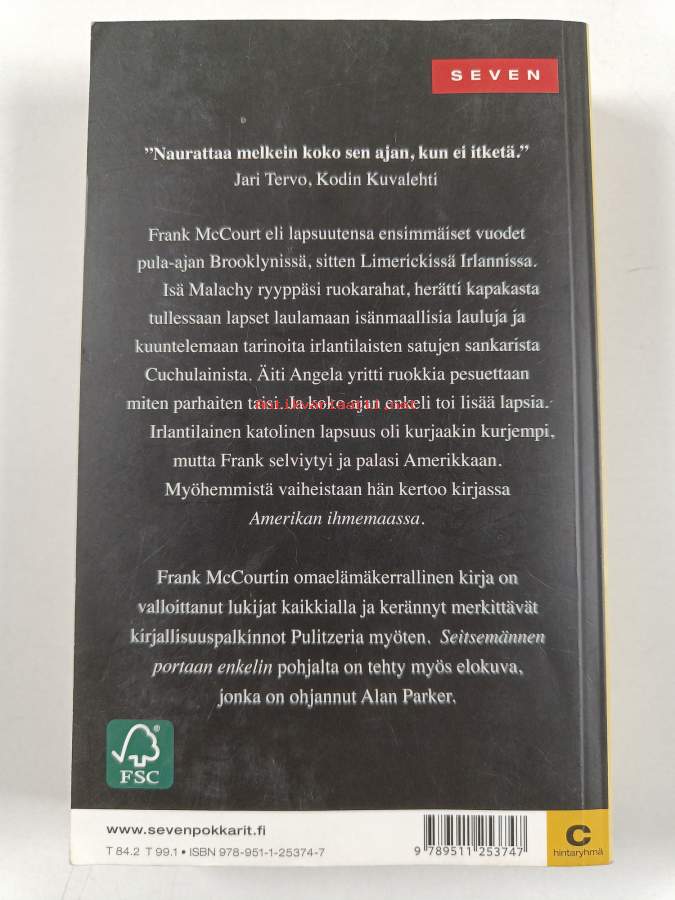 SEVEN
”Naurattaa melkein koko sen ajan, kun ei itketä.”
Jari Tervo, Kodin Kuvalehti
Frank McCourt eli lapsuutensa ensimmäiset vuodet
pula-ajan Brooklynissä, sitten Limerickissä Irlannissa.
Isä Malachy ryyppäsi ruokarahat, herätti kapakasta
tullessaan lapset laulamaan isänmaallisia lauluja ja
kuuntelemaan tarinoita irlantilaisten satujen sankarista
Cuchulainista. Äiti Angela yritti ruokkia pesuettaan
miten parhaiten taisi. Ja koko ajan enkeli toi lisää lapsia.
Irlantilainen katolinen lapsuus oli kurjaakin kurjempi,
mutta Frank selviytyi ja palasi Amerikkaan.
Myöhemmistä vaiheistaan hän kertoo kirjassa
Amerikan ihmemaassa.
Frank McCourtin omaelämäkerrallinen kirja on
valloittanut lukijat kaikkialla ja kerännyt merkittävät
kirjallisuuspalkinnot Pulitzeria myöten. Seitsemännen
portaan enkelin pohjalta on tehty myös elokuva,
jonka on ohjannut Alan Parker.
®
FSC
www.sevenpokkarit.fi
T 84.2 T 99.1 • ISBN 978-951-1-25374-7
9 789511 253747
C
hintaryhmä